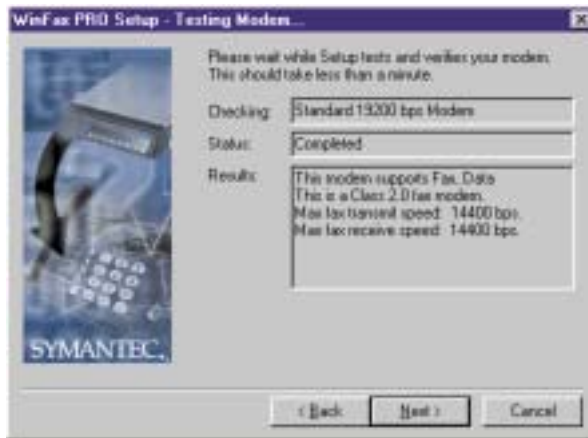 WinFax PRO Setup - Testing Modem...
Please wait while Setup tests and verifies your modem.
This should take less than a minute.
Checking: Standard 19200 bps Modem
Status: Completed
Results: This modem supports Fax, Data
This is a Class 2.0 fax modem.
Max fax transmit speed: 14400 bps.
Max fax receive speed: 14400 bps.
SYMANTEC.
< Back
Next >
Cancel